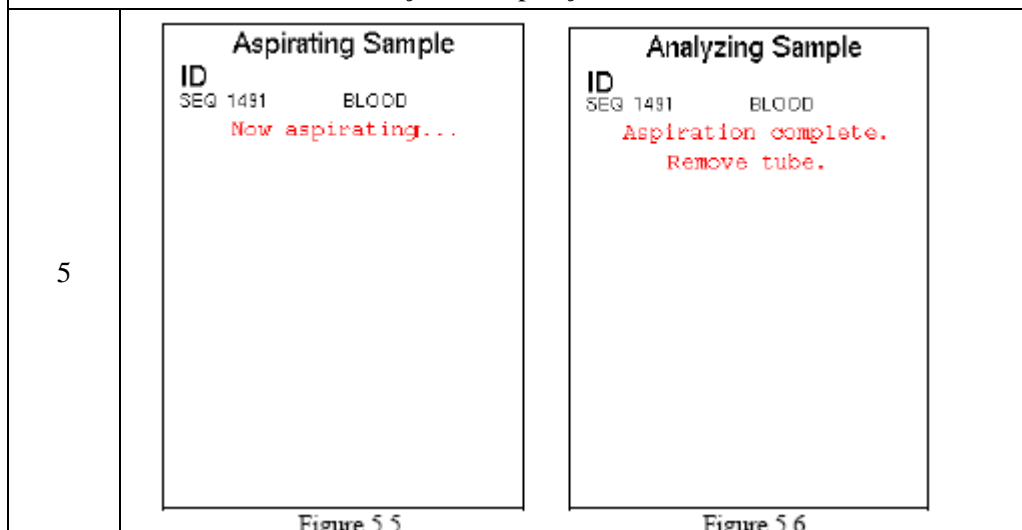 5
Aspirating Sample
ID
SEQ 1491 BLOOD
Now aspirating...
Figure 5.5
Analyzing Sample
ID
SEQ 1491 BLOOD
Aspiration complete.
Remove tube.
Figure 5.6